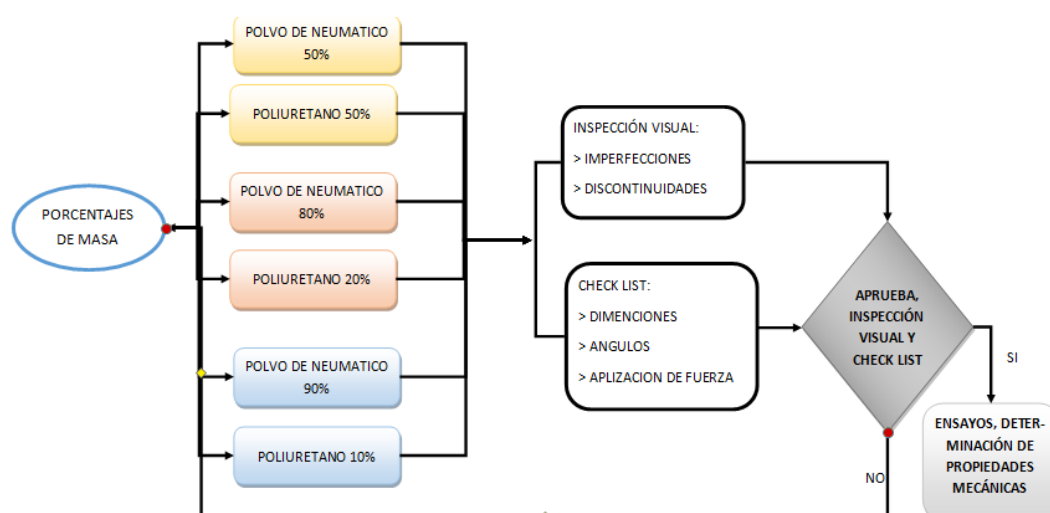 POLVO DE NEUMATICO
50%
POLIURETANO 50%
POLVO DE NEUMATICO
80%
POLIURETANO 20%
POLVO DE NEUMATICO
90%
POLIURETANO 10%
PORCENTAJES
DE MASA
INSPECCIÓN VISUAL:
> IMPERFECCIONES
> DISCONTINUIDADES
CHECK LIST:
> DIMENCIONES
> ANGULOS
> APLIZACION DE FUERZA
APRUEBA,
INSPECCIÓN
VISUAL Y
CHECK LIST
SI
NO
ENSAYOS, DETER-
MINACIÓN DE
PROPIEDADES
MECÁNICAS